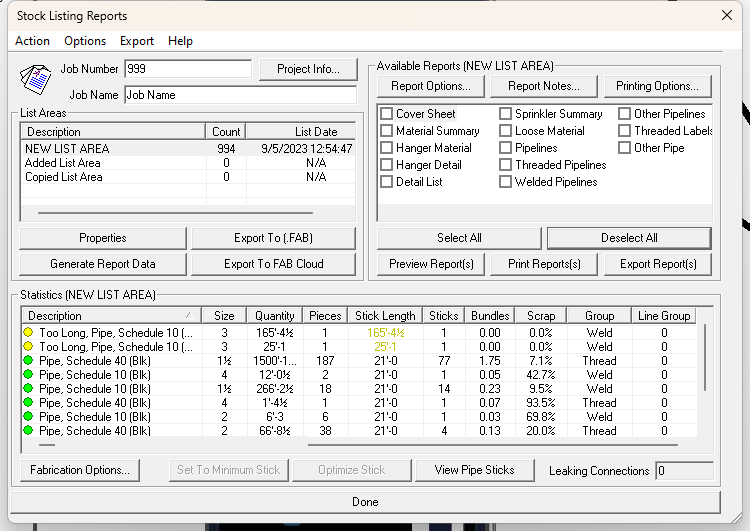 Stock Listing Reports
Action Options Export Help
Job Number 999 Project Info...
Job Name Job Name
List Areas
Description Count List Date
NEW LIST AREA 994 9/5/2023 12:54:47
Added List Area 0 N/A
Copied List Area 0 N/A
Properties Export To (.FAB)
Generate Report Data Export To FAB Cloud
Available Reports (NEW LIST AREA)
Report Options... Report Notes... Printing Options...
Cover Sheet Sprinkler Summary Other Pipelines
Material Summary Loose Material Threaded Labels
Hanger Material Pipelines Other Pipe
Hanger Detail Threaded Pipelines
Detail List Welded Pipelines
Select All Deselect All
Preview Report(s) Print Reports(s) Export Report(s)
Statistics (NEW LIST AREA)
Description Size Quantity Pieces Stick Length Sticks Bundles Scrap Group Line Group
Too Long, Pipe, Schedule 10 (... 3 165'-4½ 1 165'-4½ 1 0.00 0.0% Weld 0
Too Long, Pipe, Schedule 10 (... 3 25'-1 1 25'-1 1 0.00 0.0% Weld 0
Pipe, Schedule 40 (Blk) 1½ 1500'-1... 187 21'-0 77 1.75 7.1% Thread 0
Pipe, Schedule 10 (Blk) 4 12'-0½ 2 21'-0 1 0.05 42.7% Weld 0
Pipe, Schedule 10 (Blk) 1½ 266'-2½ 18 21'-0 14 0.23 9.5% Weld 0
Pipe, Schedule 40 (Blk) 4 1'-4½ 1 21'-0 1 0.07 93.5% Thread 0
Pipe, Schedule 10 (Blk) 2 6'-3 6 21'-0 1 0.03 69.8% Weld 0
Pipe, Schedule 40 (Blk) 2 66'-8½ 38 21'-0 4 0.13 20.0% Thread 0
Fabrication Options... Set To Minimum Stick Optimize Stick View Pipe Sticks Leaking Connections 0
Done